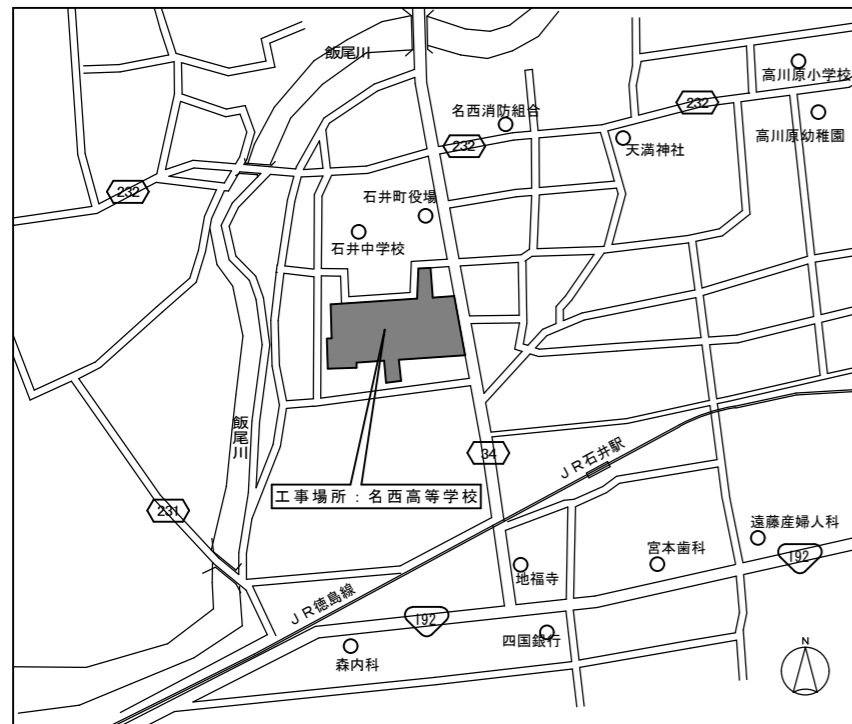 飯尾川
高川原小学校
名西消防組合
232
232
天満神社
高川原幼稚園
232
石井町役場
石井中学校
飯尾川
34
JR石井駅
工事場所：名西高等学校
231
遠藤産婦人科
宮本歯科
192
地福寺
JR徳島線
192
四国銀行
森内科
N